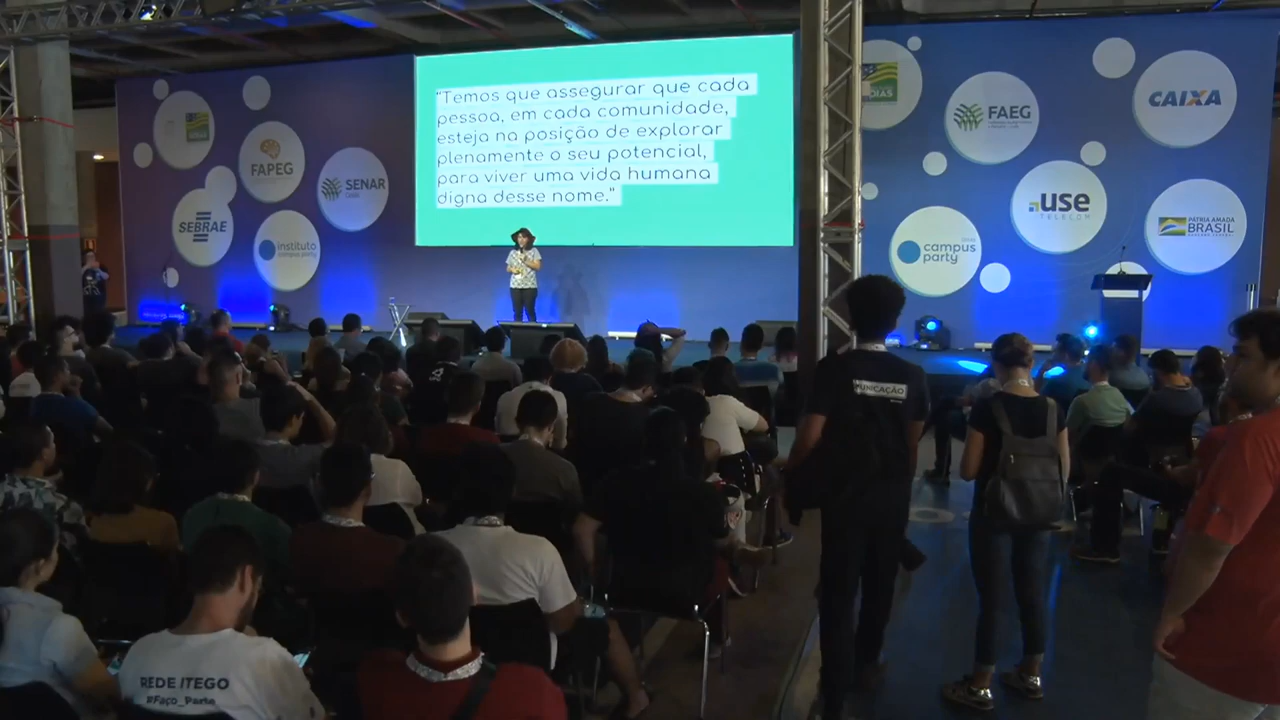 "Temos que assegurar que cada
pessoa, em cada comunidade,
esteja na posição de explorar
plenamente o seu potencial,
para viver uma vida humana
digna desse nome."
FAPEG
SENAR
SEBRAE
instituto
campus party
FAEG
CAIXA
.use
TELECOM
PÁTRIA AMADA
BRASIL
campus
party
REDE ITEGO
#Faço_Parte